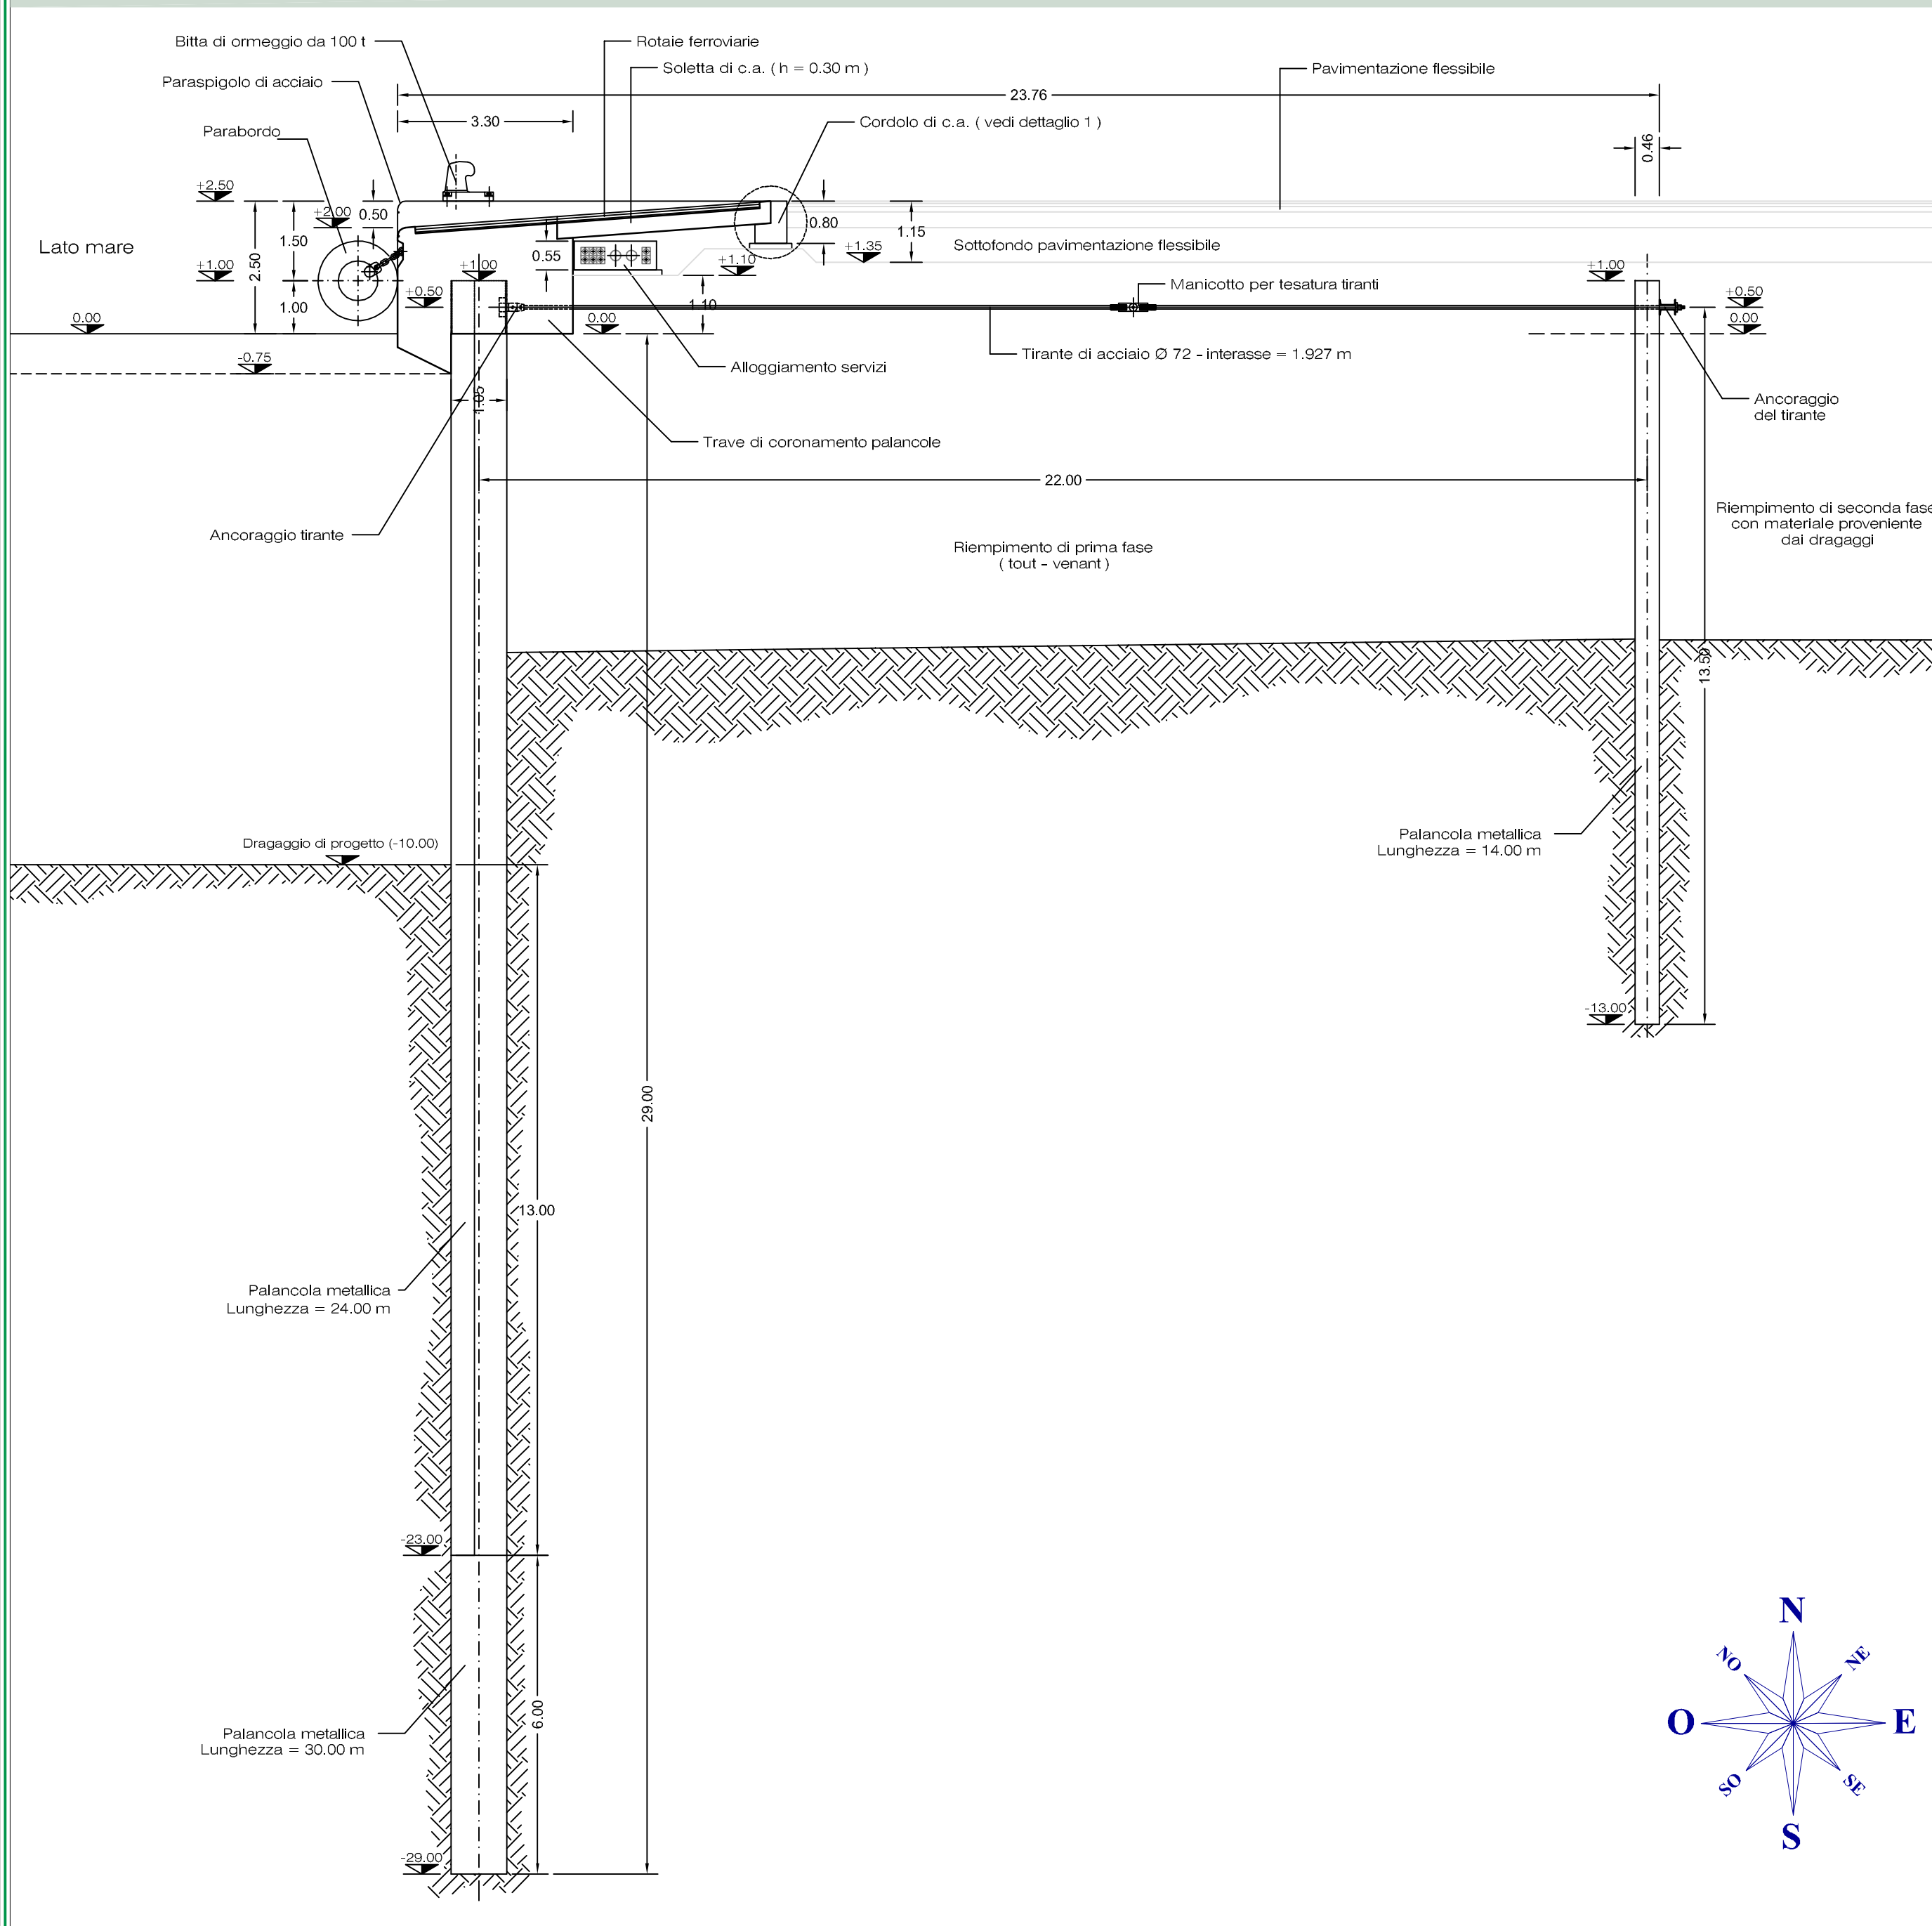 Bitta di ormeggio da 100 t
Rotaie ferroviarie
Soletta di c.a. ( h = 0.30 m )
Pavimentazione flessibile
Paraspigolo di acciaio
23.76
3.30
Cordolo di c.a. ( vedi dettaglio 1 )
Parabordo
0.46
+2.50
+2.00
0.50
0.80
1.15
1.50
2.50
Lato mare
0.55
+1.35
Sottofondo pavimentazione flessibile
+1.00
+1.00
+1.10
+1.00
Manicotto per tesatura tiranti
+0.50
1.10
+0.50
1.00
0.00
0.00
0.00
-0.75
Tirante di acciaio Ø 72 - interasse = 1.927 m
Alloggiamento servizi
1.05
Ancoraggio
del tirante
Trave di coronamento palancole
22.00
Riempimento di seconda fase
con materiale proveniente
dai dragaggi
Ancoraggio tirante
Riempimento di prima fase
( tout - venant )
13.50
Palancola metallica
Lunghezza = 14.00 m
Dragaggio di progetto (-10.00)
-13.00
29.00
13.00
Palancola metallica
Lunghezza = 24.00 m
-23.00
6.00
Palancola metallica
Lunghezza = 30.00 m
-29.00
N
NO
NE
O
E
SO
SE
S